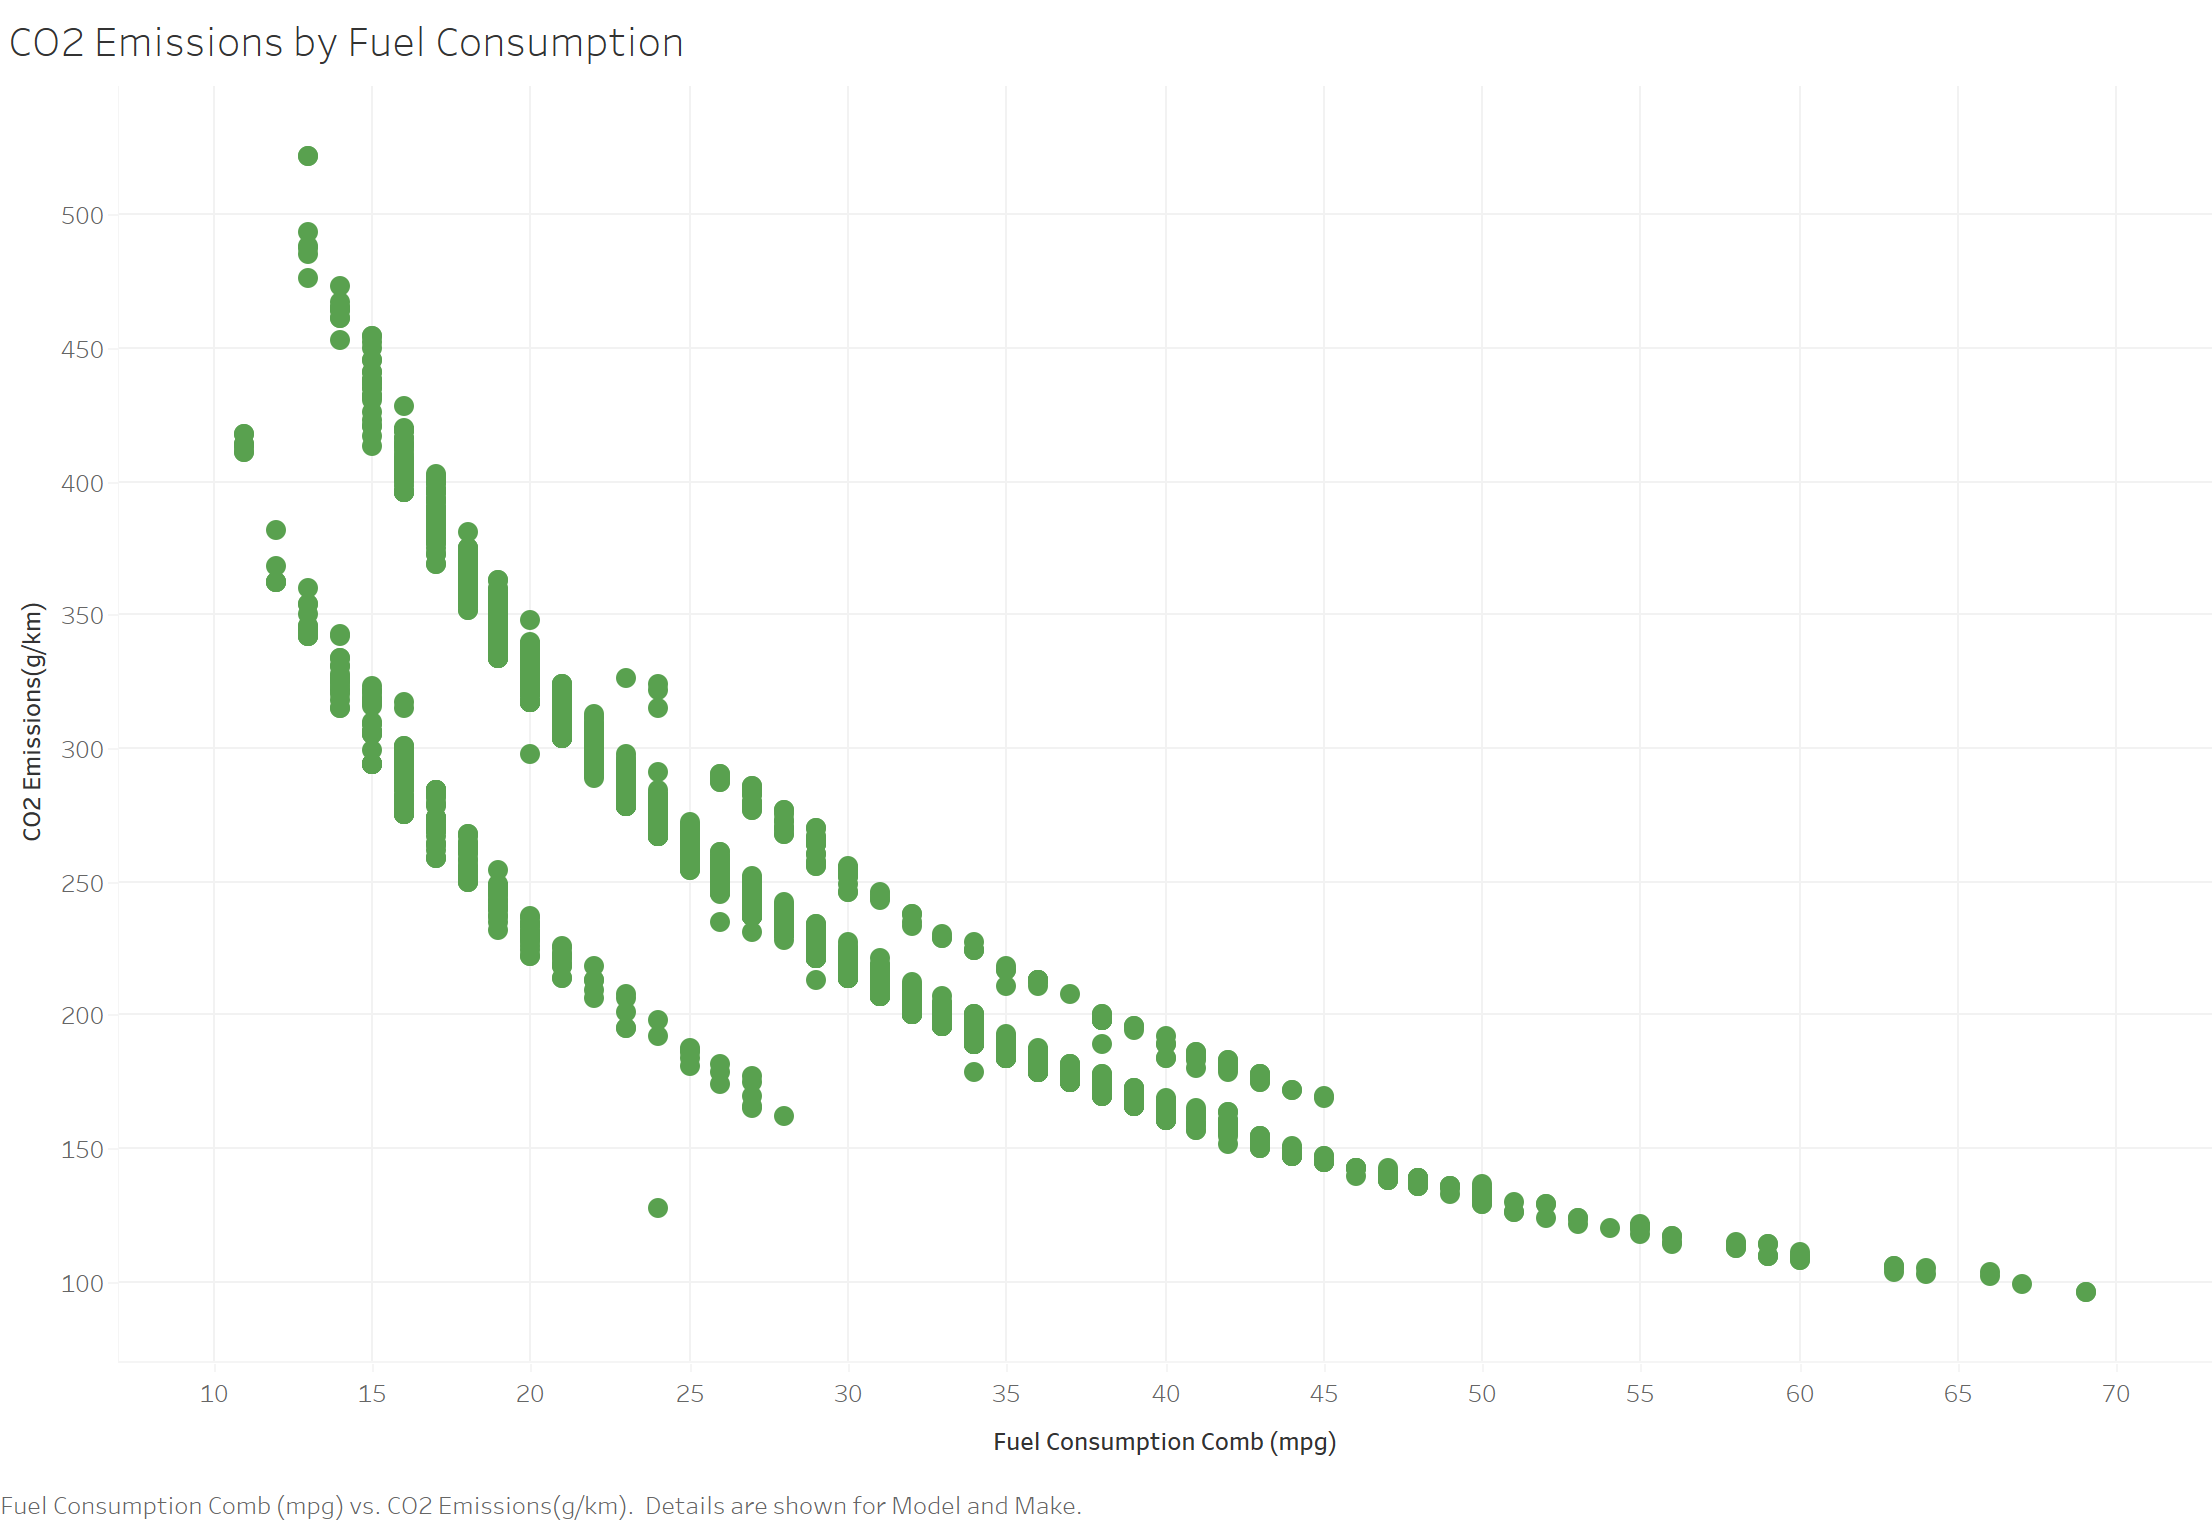 CO2 Emissions by Fuel Consumption
500
450
400
350
300
250
200
150
100
CO2 Emissions(g/km)
10 15 20 25 30 35 40 45 50 55 60 65 70
Fuel Consumption Comb (mpg)
Fuel Consumption Comb (mpg) vs. CO2 Emissions(g/km).  Details are shown for Model and Make.